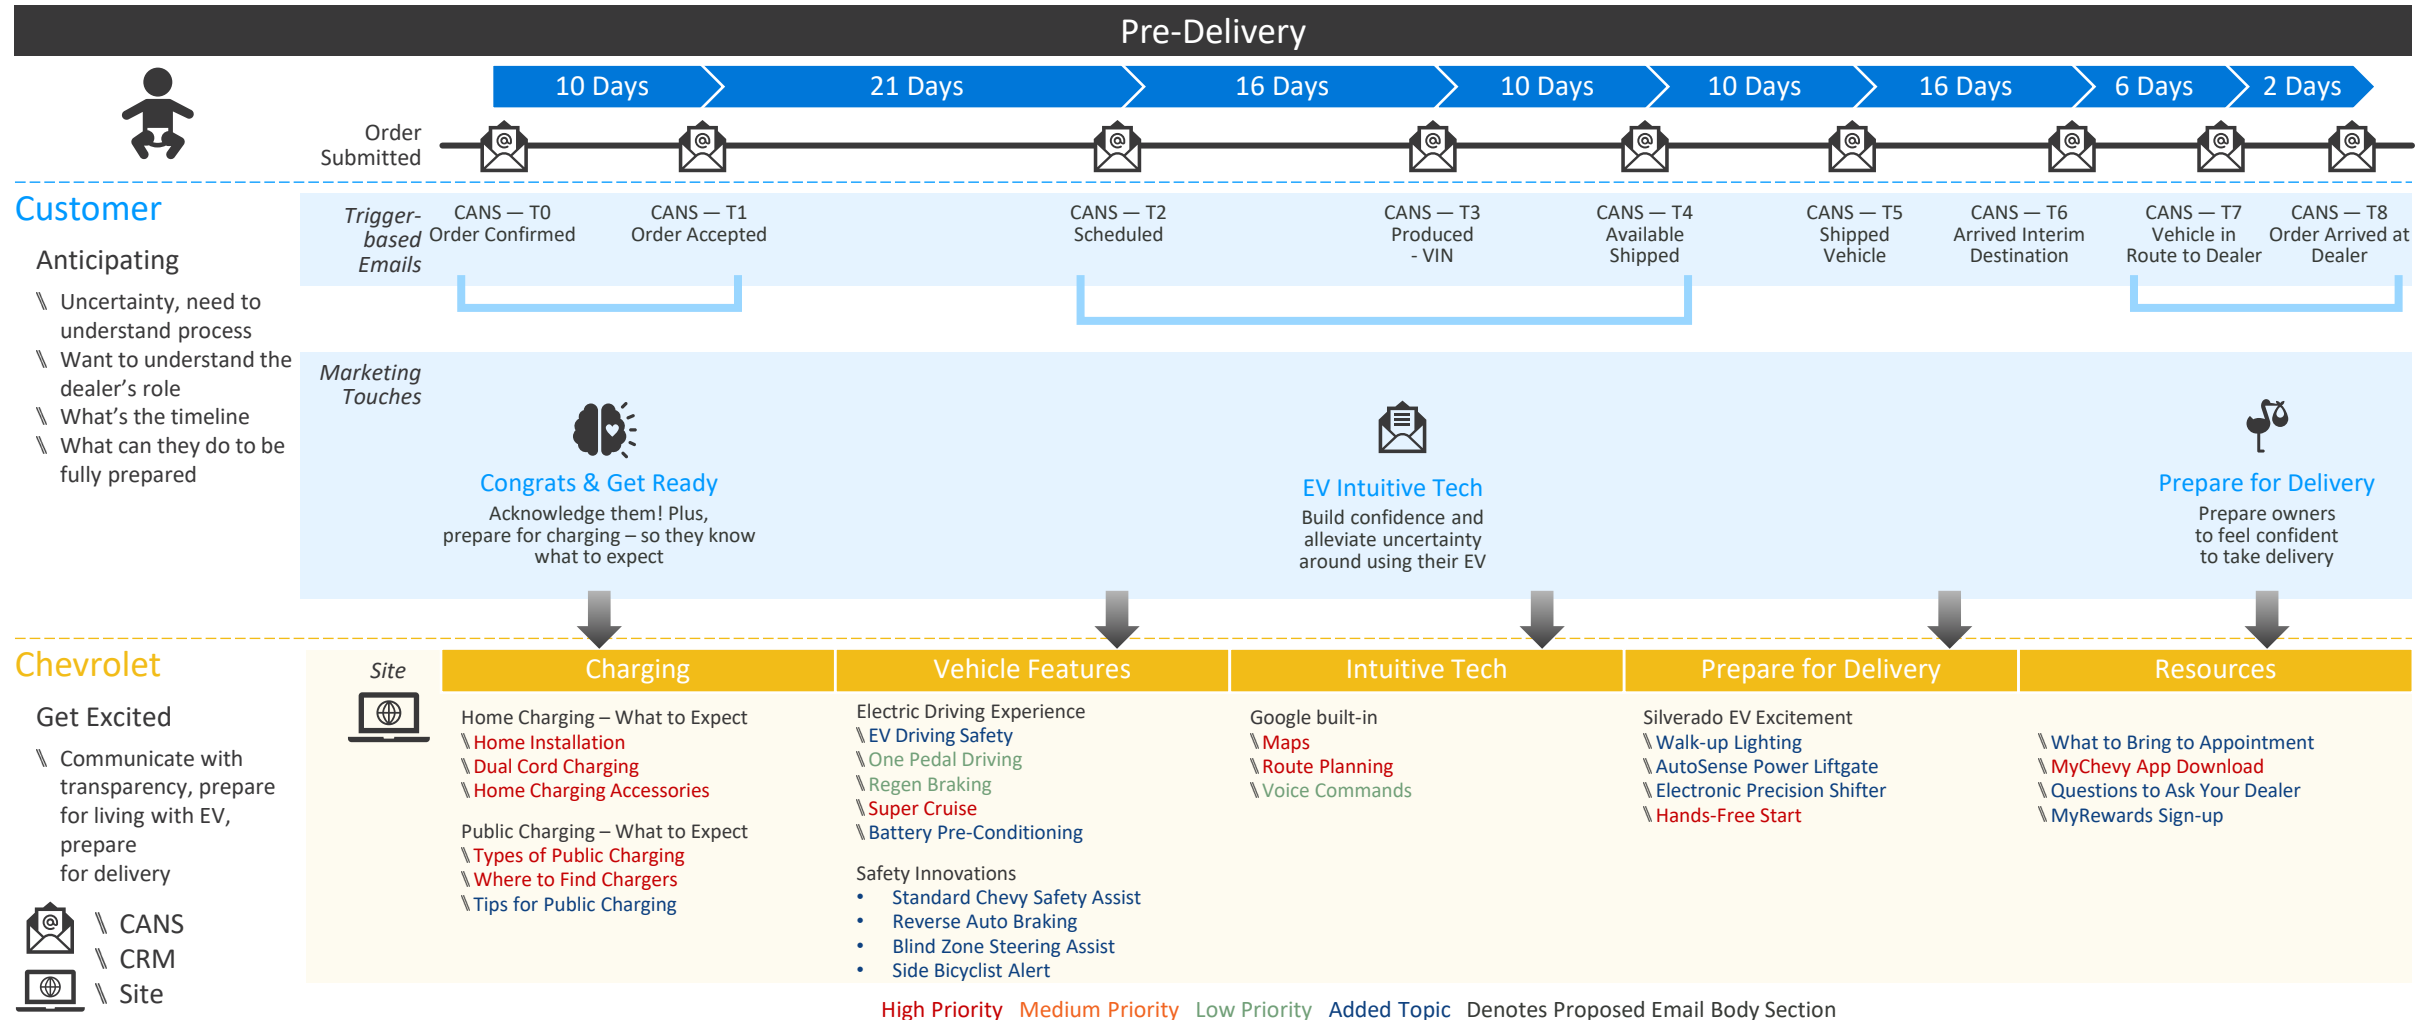 Pre-Delivery
10 Days
21 Days
16 Days
10 Days
10 Days
16 Days
6 Days
2 Days
Order
Submitted
Customer
Anticipating
\\ Uncertainty, need to
understand process
\\ Want to understand the
dealer’s role
\\ What’s the timeline
\\ What can they do to be
fully prepared
Trigger-
based
Emails
CANS — T0
Order Confirmed
CANS — T1
Order Accepted
CANS — T2
Scheduled
CANS — T3
Produced
- VIN
CANS — T4
Available
Shipped
CANS — T5
Shipped
Vehicle
CANS — T6
Arrived Interim
Destination
CANS — T7
Vehicle in
Route to Dealer
CANS — T8
Order Arrived at
Dealer
Marketing
Touches
Congrats & Get Ready
Acknowledge them! Plus,
prepare for charging – so they know
what to expect
EV Intuitive Tech
Build confidence and
alleviate uncertainty
around using their EV
Prepare for Delivery
Prepare owners
to feel confident
to take delivery
Chevrolet
Get Excited
\\ Communicate with
transparency, prepare
for living with EV,
prepare
for delivery
\\ CANS
\\ CRM
\\ Site
Site
Charging
Home Charging – What to Expect
\\ Home Installation
\\ Dual Cord Charging
\\ Home Charging Accessories
Public Charging – What to Expect
\\ Types of Public Charging
\\ Where to Find Chargers
\\ Tips for Public Charging
Vehicle Features
Electric Driving Experience
\\ EV Driving Safety
\\ One Pedal Driving
\\ Regen Braking
\\ Super Cruise
\\ Battery Pre-Conditioning
Safety Innovations
• Standard Chevy Safety Assist
• Reverse Auto Braking
• Blind Zone Steering Assist
• Side Bicyclist Alert
Intuitive Tech
Google built-in
\\ Maps
\\ Route Planning
\\ Voice Commands
Prepare for Delivery
Silverado EV Excitement
\\ Walk-up Lighting
\\ AutoSense Power Liftgate
\\ Electronic Precision Shifter
\\ Hands-Free Start
Resources
\\ What to Bring to Appointment
\\ MyChevy App Download
\\ Questions to Ask Your Dealer
\\ MyRewards Sign-up
High Priority Medium Priority Low Priority Added Topic Denotes Proposed Email Body Section